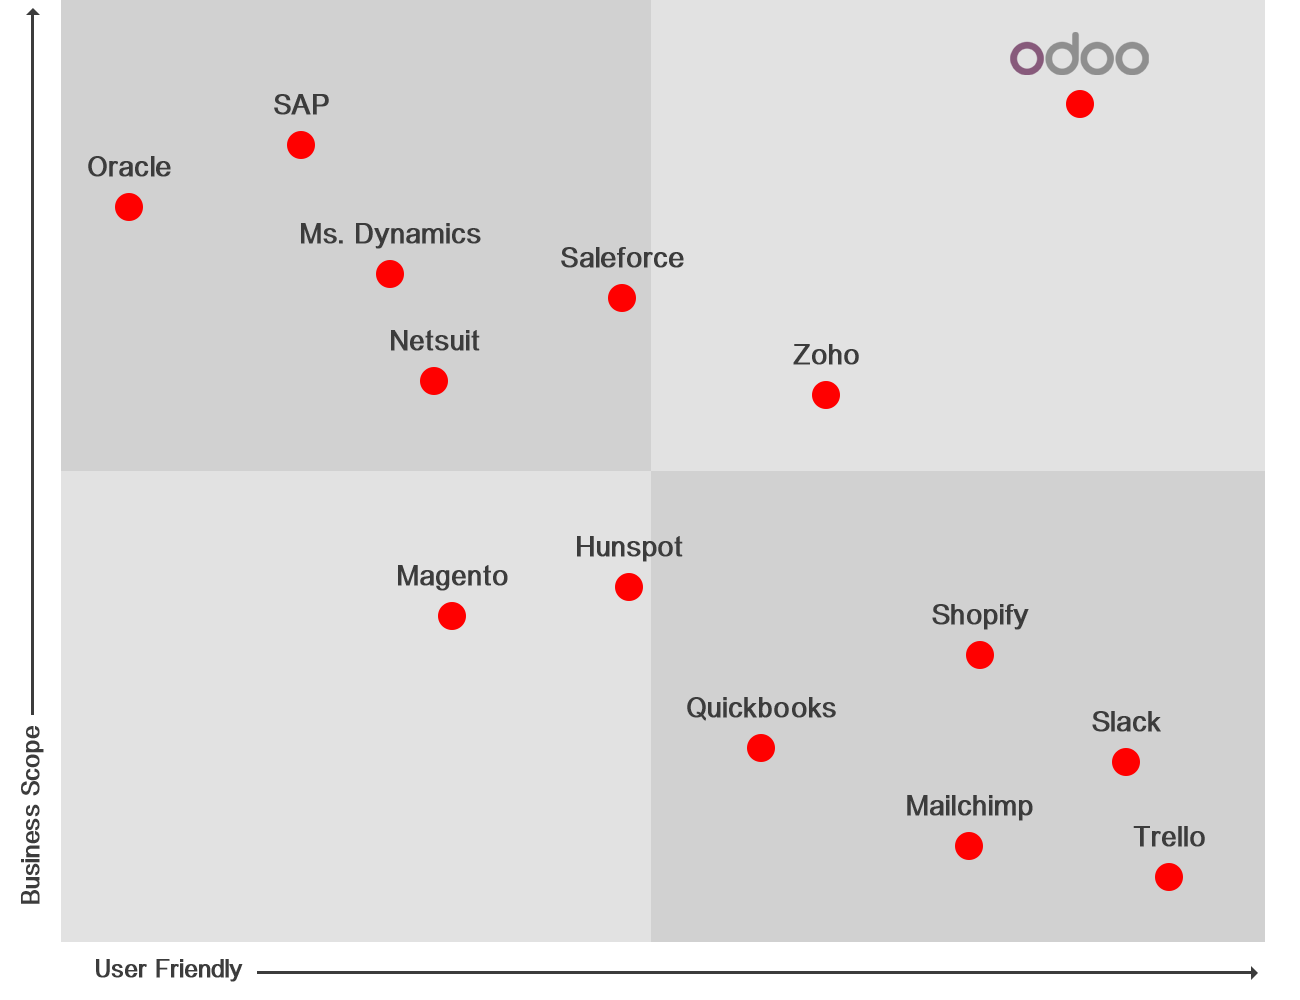 odoo
SAP
Oracle
Ms. Dynamics
Saleforce
Netsuit
Zoho
Hunspot
Magento
Shopify
Quickbooks
Slack
Mailchimp
Trello
Business Scope
User Friendly